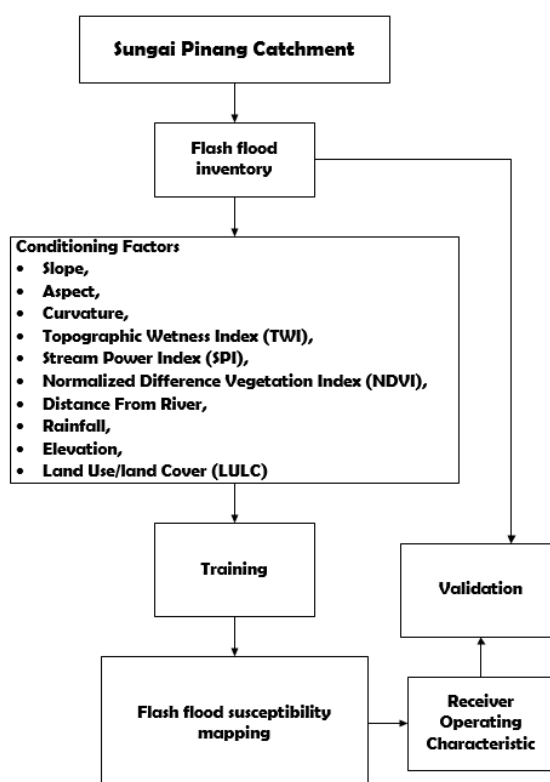 Sungai Pinang Catchment
Flash flood
inventory
Conditioning Factors
• Slope,
• Aspect,
• Curvature,
• Topographic Wetness Index (TWI),
• Stream Power Index (SPI),
• Normalized Difference Vegetation Index (NDVI),
• Distance From River,
• Rainfall,
• Elevation,
• Land Use/land Cover (LULC)
Training
Validation
Flash flood susceptibility
mapping
Receiver
Operating
Characteristic